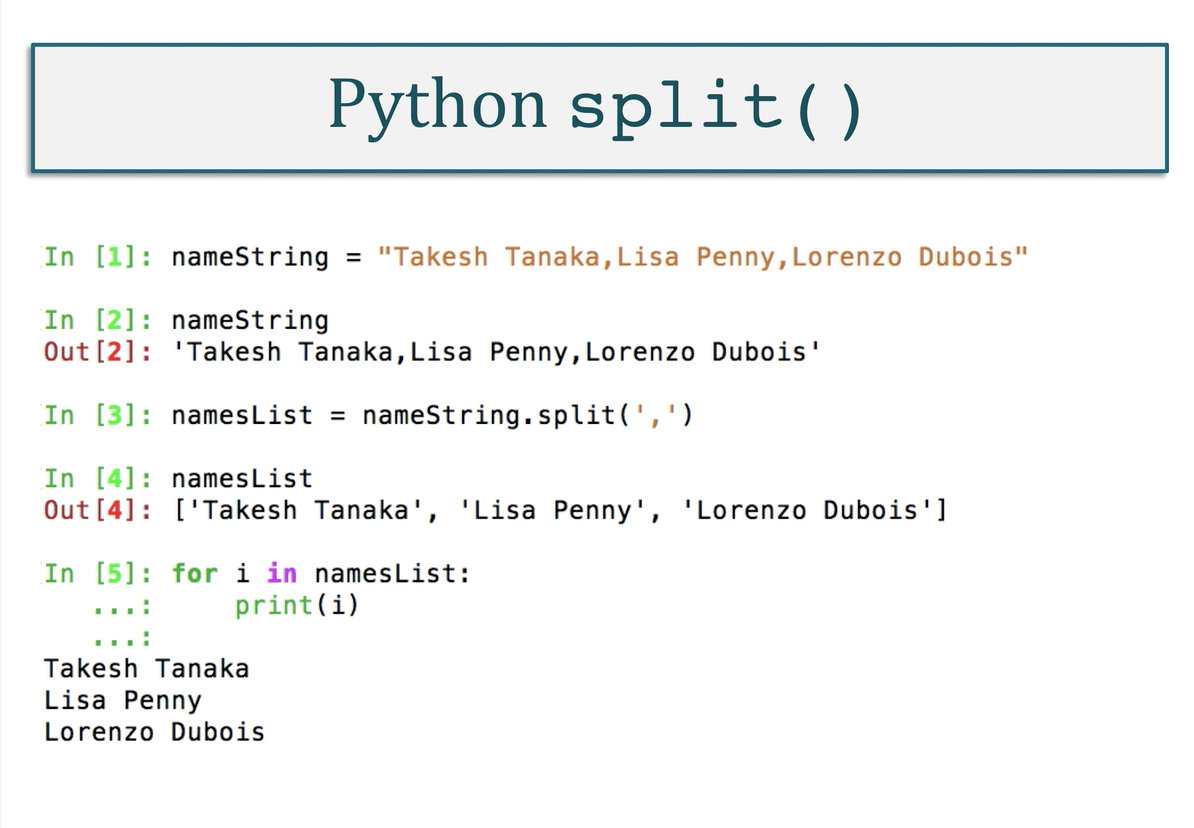 Python split()
In [1]: nameString = "Takesh Tanaka,Lisa Penny,Lorenzo Dubois"
In [2]: nameString
Out[2]: 'Takesh Tanaka,Lisa Penny,Lorenzo Dubois'
In [3]: namesList = nameString.split(',')
In [4]: namesList
Out[4]: ['Takesh Tanaka', 'Lisa Penny', 'Lorenzo Dubois']
In [5]: for i in namesList:
   ...:     print(i)
   ...:
Takesh Tanaka
Lisa Penny
Lorenzo Dubois